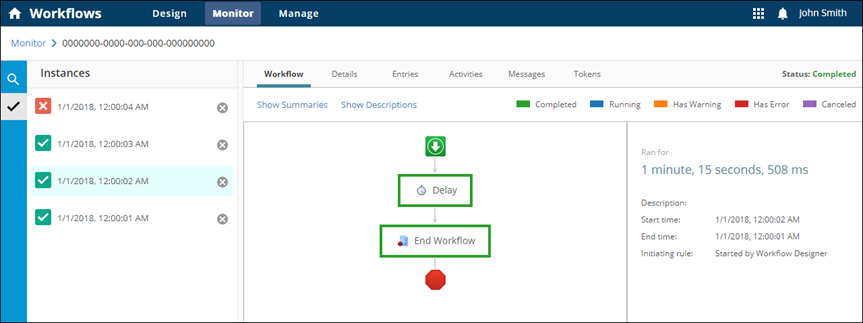 Workflows Design Monitor Manage John Smith
Monitor > 0000000-0000-000-000-000000000
Instances
Workflow Details Entries Activities Messages Tokens Status: Completed
1/1/2018, 12:00:04 AM
Show Summaries Show Descriptions Completed Running Has Warning Has Error Canceled
1/1/2018, 12:00:03 AM
1/1/2018, 12:00:02 AM
1/1/2018, 12:00:01 AM
Delay
End Workflow
Ran for
1 minute, 15 seconds, 508 ms
Description:
Start time: 1/1/2018, 12:00:02 AM
End time: 1/1/2018, 12:00:01 AM
Initiating rule: Started by Workflow Designer